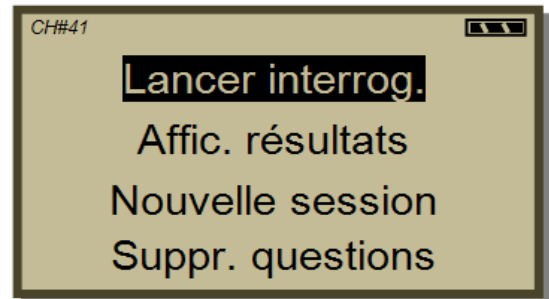 CH#41
Lancer interrog.
Affic. résultats
Nouvelle session
Suppr. questions